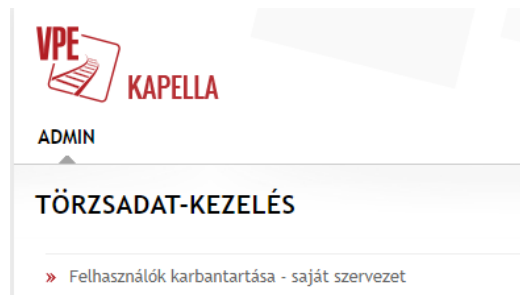 VPE
KAPELLA
ADMIN
TÖRZSADAT-KEZELÉS
» Felhasználók karbantartása - saját szervezet